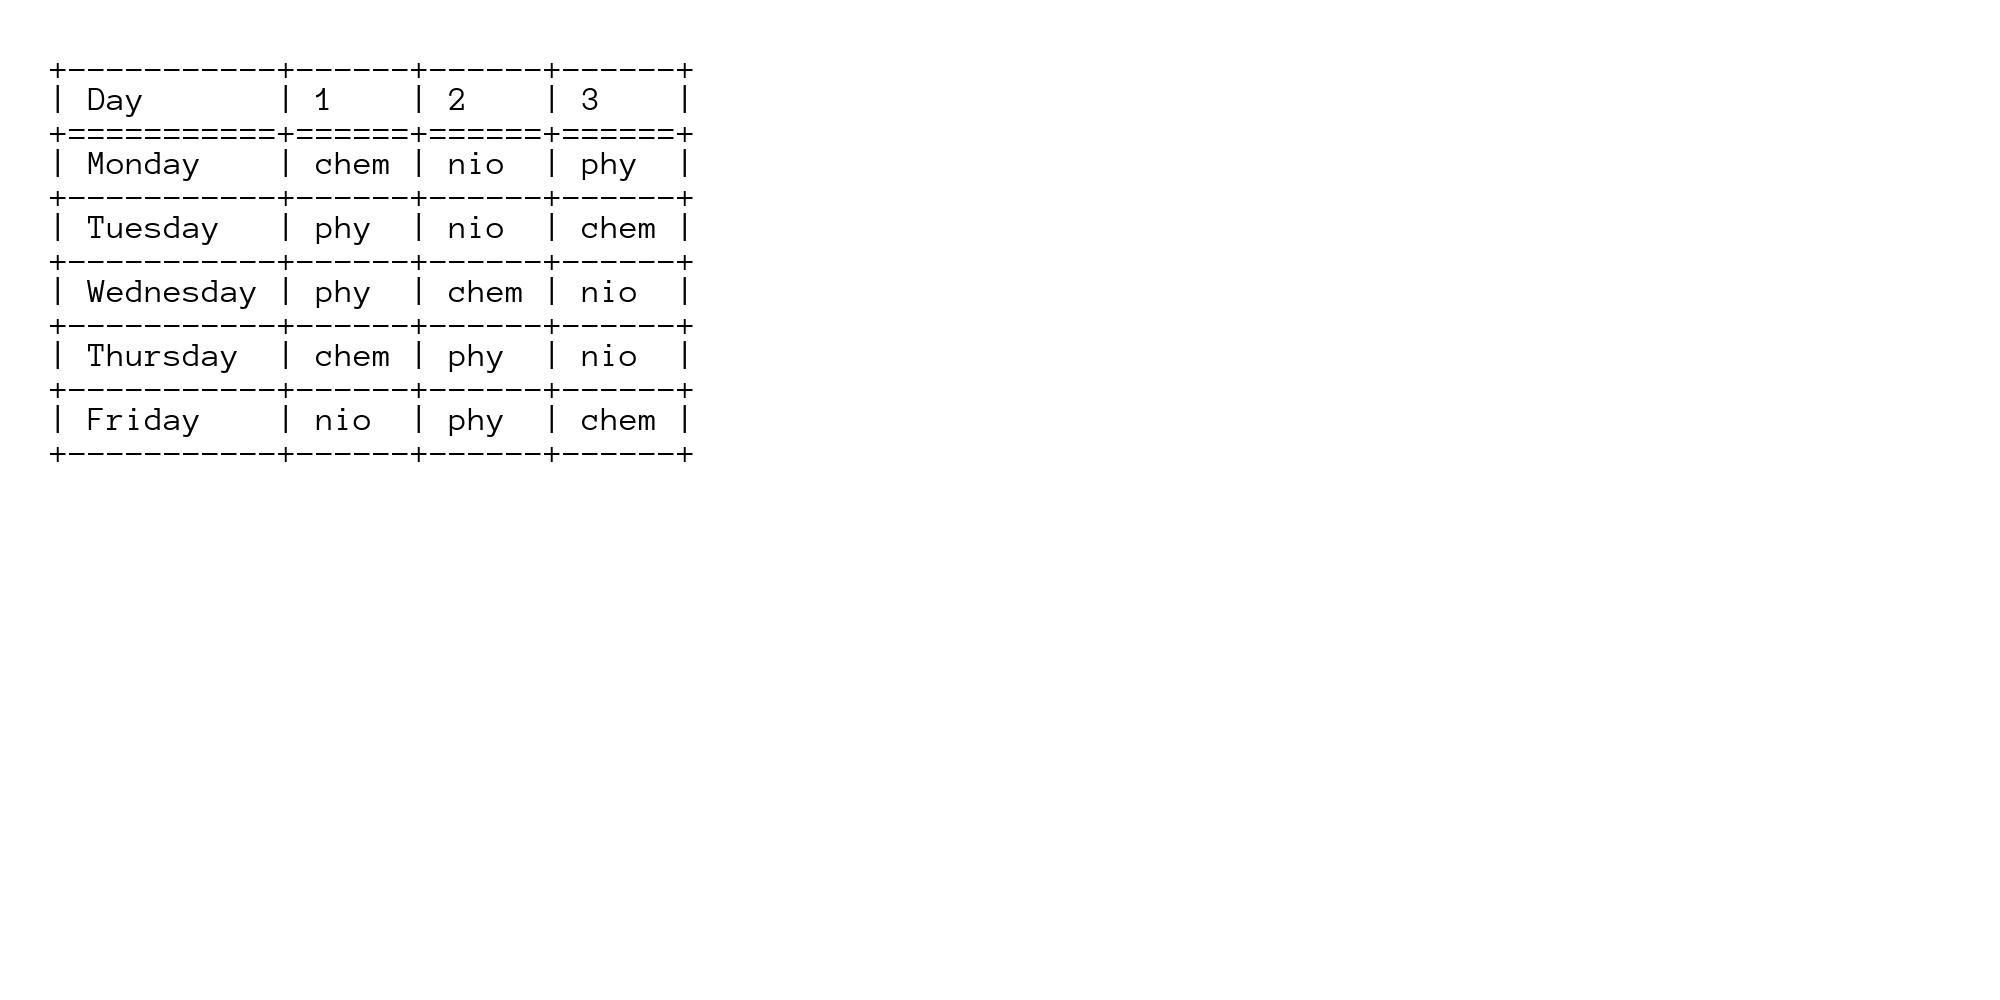 +-----------+------+------+------+
| Day       | 1    | 2    | 3    |
+===========+======+======+======+
| Monday    | chem | nio  | phy  |
+-----------+------+------+------+
| Tuesday   | phy  | nio  | chem |
+-----------+------+------+------+
| Wednesday | phy  | chem | nio  |
+-----------+------+------+------+
| Thursday  | chem | phy  | nio  |
+-----------+------+------+------+
| Friday    | nio  | phy  | chem |
+-----------+------+------+------+